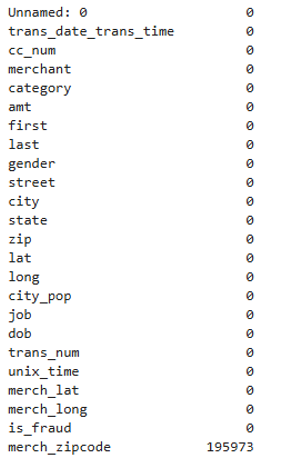 Unnamed: 0 0
trans_date_trans_time 0
cc_num 0
merchant 0
category 0
amt 0
first 0
last 0
gender 0
street 0
city 0
state 0
zip 0
lat 0
long 0
city_pop 0
job 0
dob 0
trans_num 0
unix_time 0
merch_lat 0
merch_long 0
is_fraud 0
merch_zipcode 195973